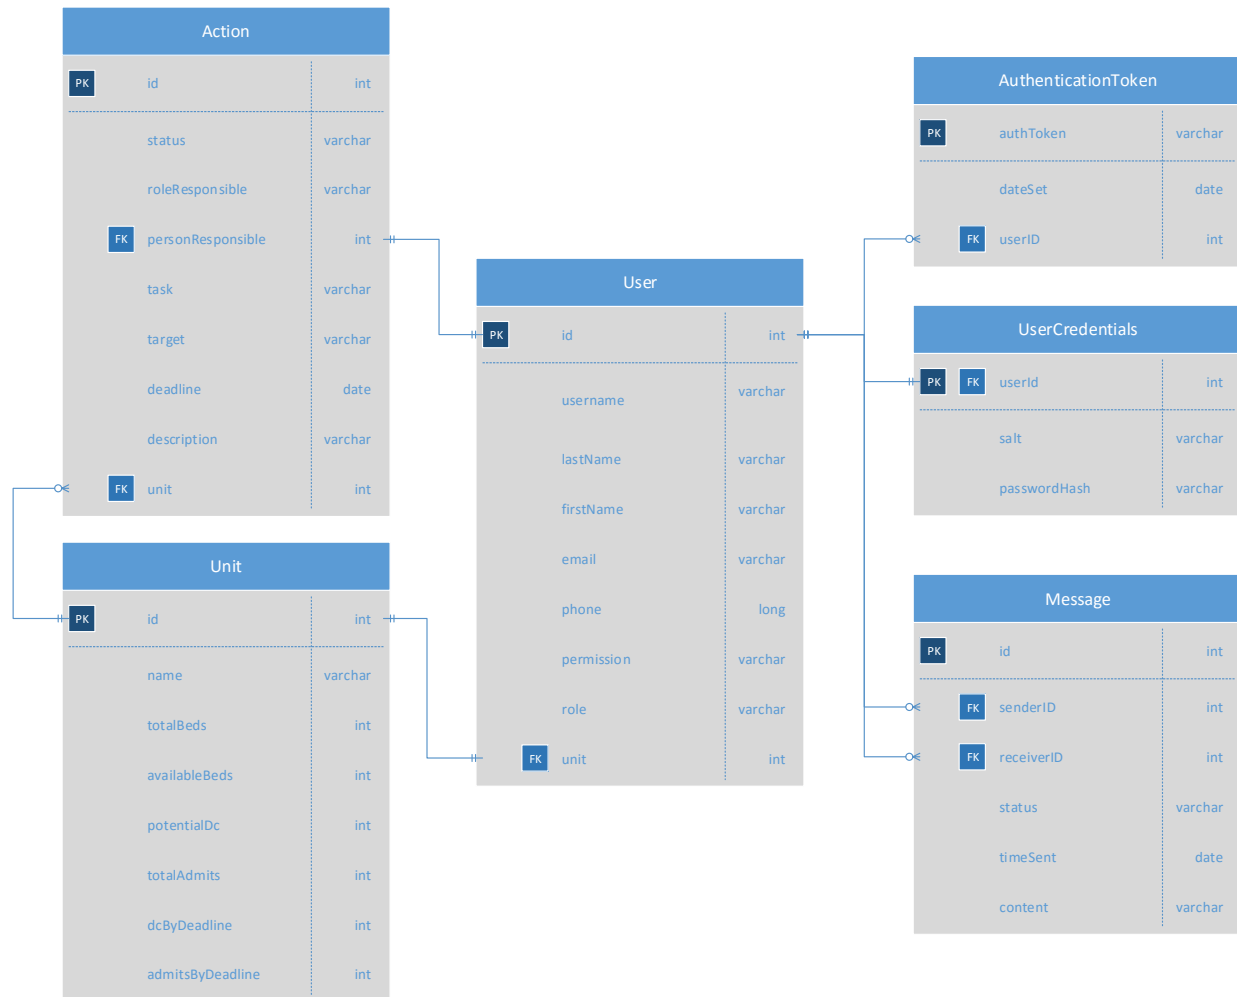 Action
PK id int
status varchar
roleResponsible varchar
FK personResponsible int
task varchar
target varchar
deadline date
description varchar
FK unit int
Unit
PK id int
name varchar
totalBeds int
availableBeds int
potentialDc int
totalAdmits int
dcByDeadline int
admitsByDeadline int
User
PK id int
username varchar
lastName varchar
firstName varchar
email varchar
phone long
permission varchar
role varchar
FK unit int
AuthenticationToken
PK authToken varchar
dateSet date
FK userID int
UserCredentials
PK FK userId int
salt varchar
passwordHash varchar
Message
PK id int
FK senderID int
FK receiverID int
status varchar
timeSent date
content varchar